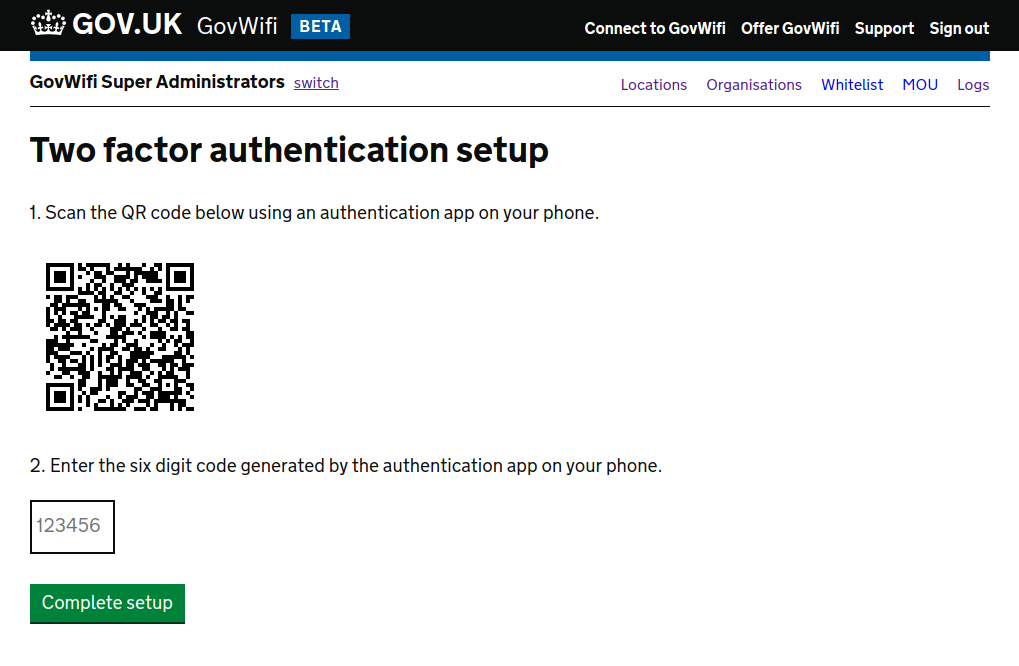 GOV.UK GovWifi BETA Connect to GovWifi Offer GovWifi Support Sign out
GovWifi Super Administrators switch Locations Organisations Whitelist MOU Logs
Two factor authentication setup
1. Scan the QR code below using an authentication app on your phone.
2. Enter the six digit code generated by the authentication app on your phone.
123456
Complete setup